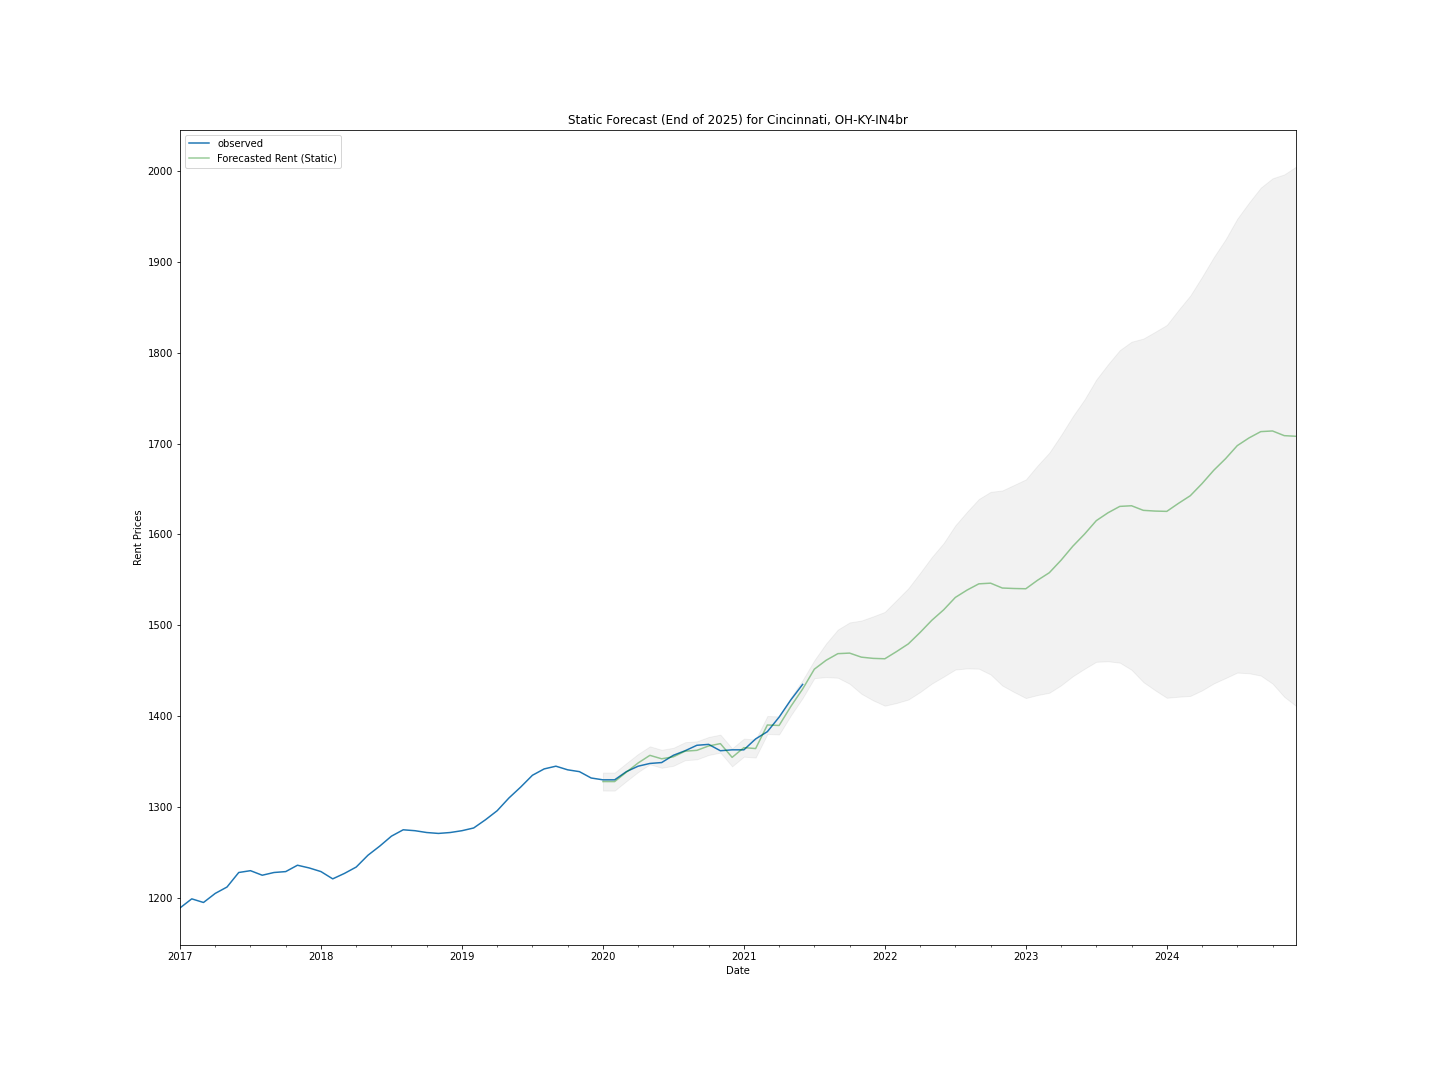 Static Forecast (End of 2025) for Cincinnati, OH-KY-IN4br
observed
Forecasted Rent (Static)
2000
1900
1800
1700
1600
1500
1400
1300
1200
Rent Prices
2017 2018 2019 2020 2021 2022 2023 2024
Date